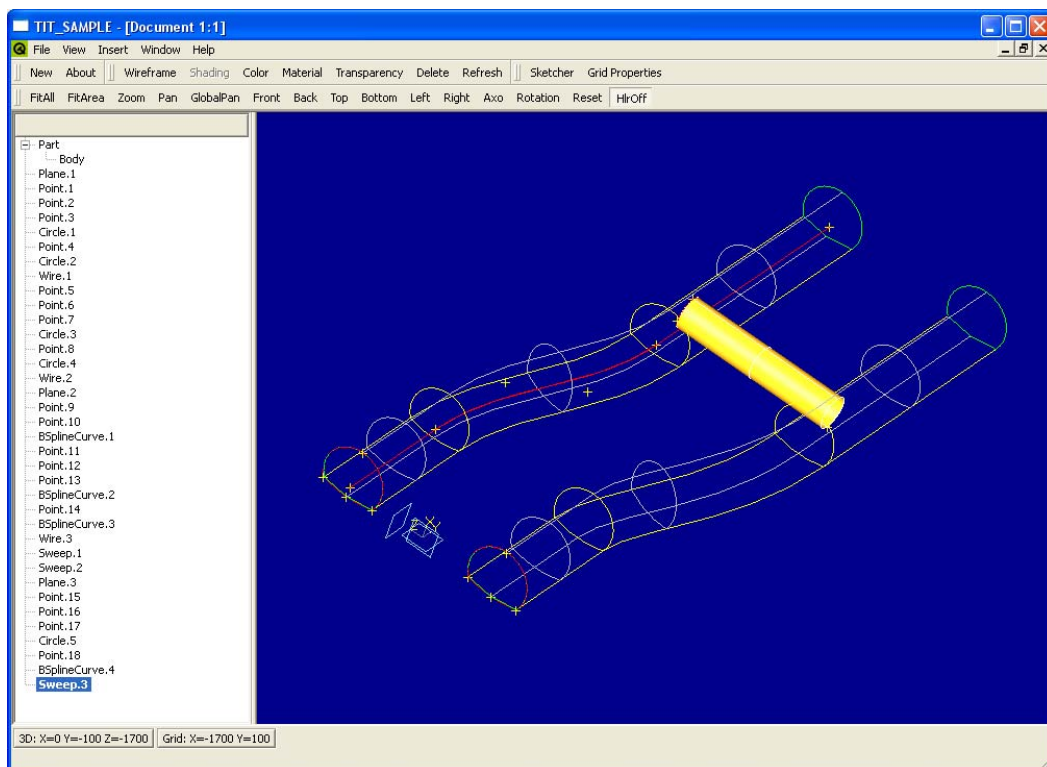 TIT_SAMPLE - [Document 1:1]
File View Insert Window Help
New About Wireframe Shading Color Material Transparency Delete Refresh Sketcher Grid Properties
FitAll FitArea Zoom Pan GlobalPan Front Back Top Bottom Left Right Axo Rotation Reset HlrOff
Part
Body
Plane.1
Point.1
Point.2
Point.3
Circle.1
Point.4
Circle.2
Wire.1
Point.5
Point.6
Point.7
Circle.3
Point.8
Circle.4
Wire.2
Plane.2
Point.9
Point.10
BSplineCurve.1
Point.11
Point.12
Point.13
BSplineCurve.2
Point.14
BSplineCurve.3
Wire.3
Sweep.1
Sweep.2
Plane.3
Point.15
Point.16
Point.17
Circle.5
Point.18
BSplineCurve.4
Sweep.3
3D: X=0 Y=-100 Z=-1700 Grid: X=-1700 Y=100